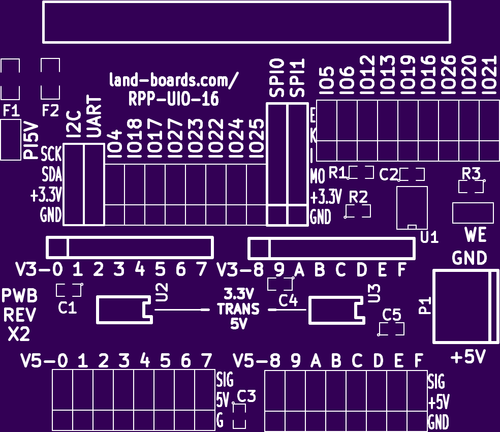 land-boards.com/
RPP-UIO-16
SPI0
SPI1
IO5
IO6
IO12
IO13
IO19
IO16
IO26
IO20
IO21
F1
F2
PI5V
I2C
UART
IO4
IO18
IO17
IO27
IO23
IO22
IO24
IO25
SCK
SDA
+3.3V
GND
E
K
I
MO
+3.3V
GND
R1
C2
R2
R3
U1
WE
V3-0 1 2 3 4 5 6 7
V3-8 9 A B C D E F
GND
PWB
REV
X2
C1
U2
3.3V
TRANS
5V
C4
U3
C5
P1
+5V
V5-0 1 2 3 4 5 6 7
V5-8 9 A B C D E F
SIG
5V
G
C3
SIG
+5V
GND